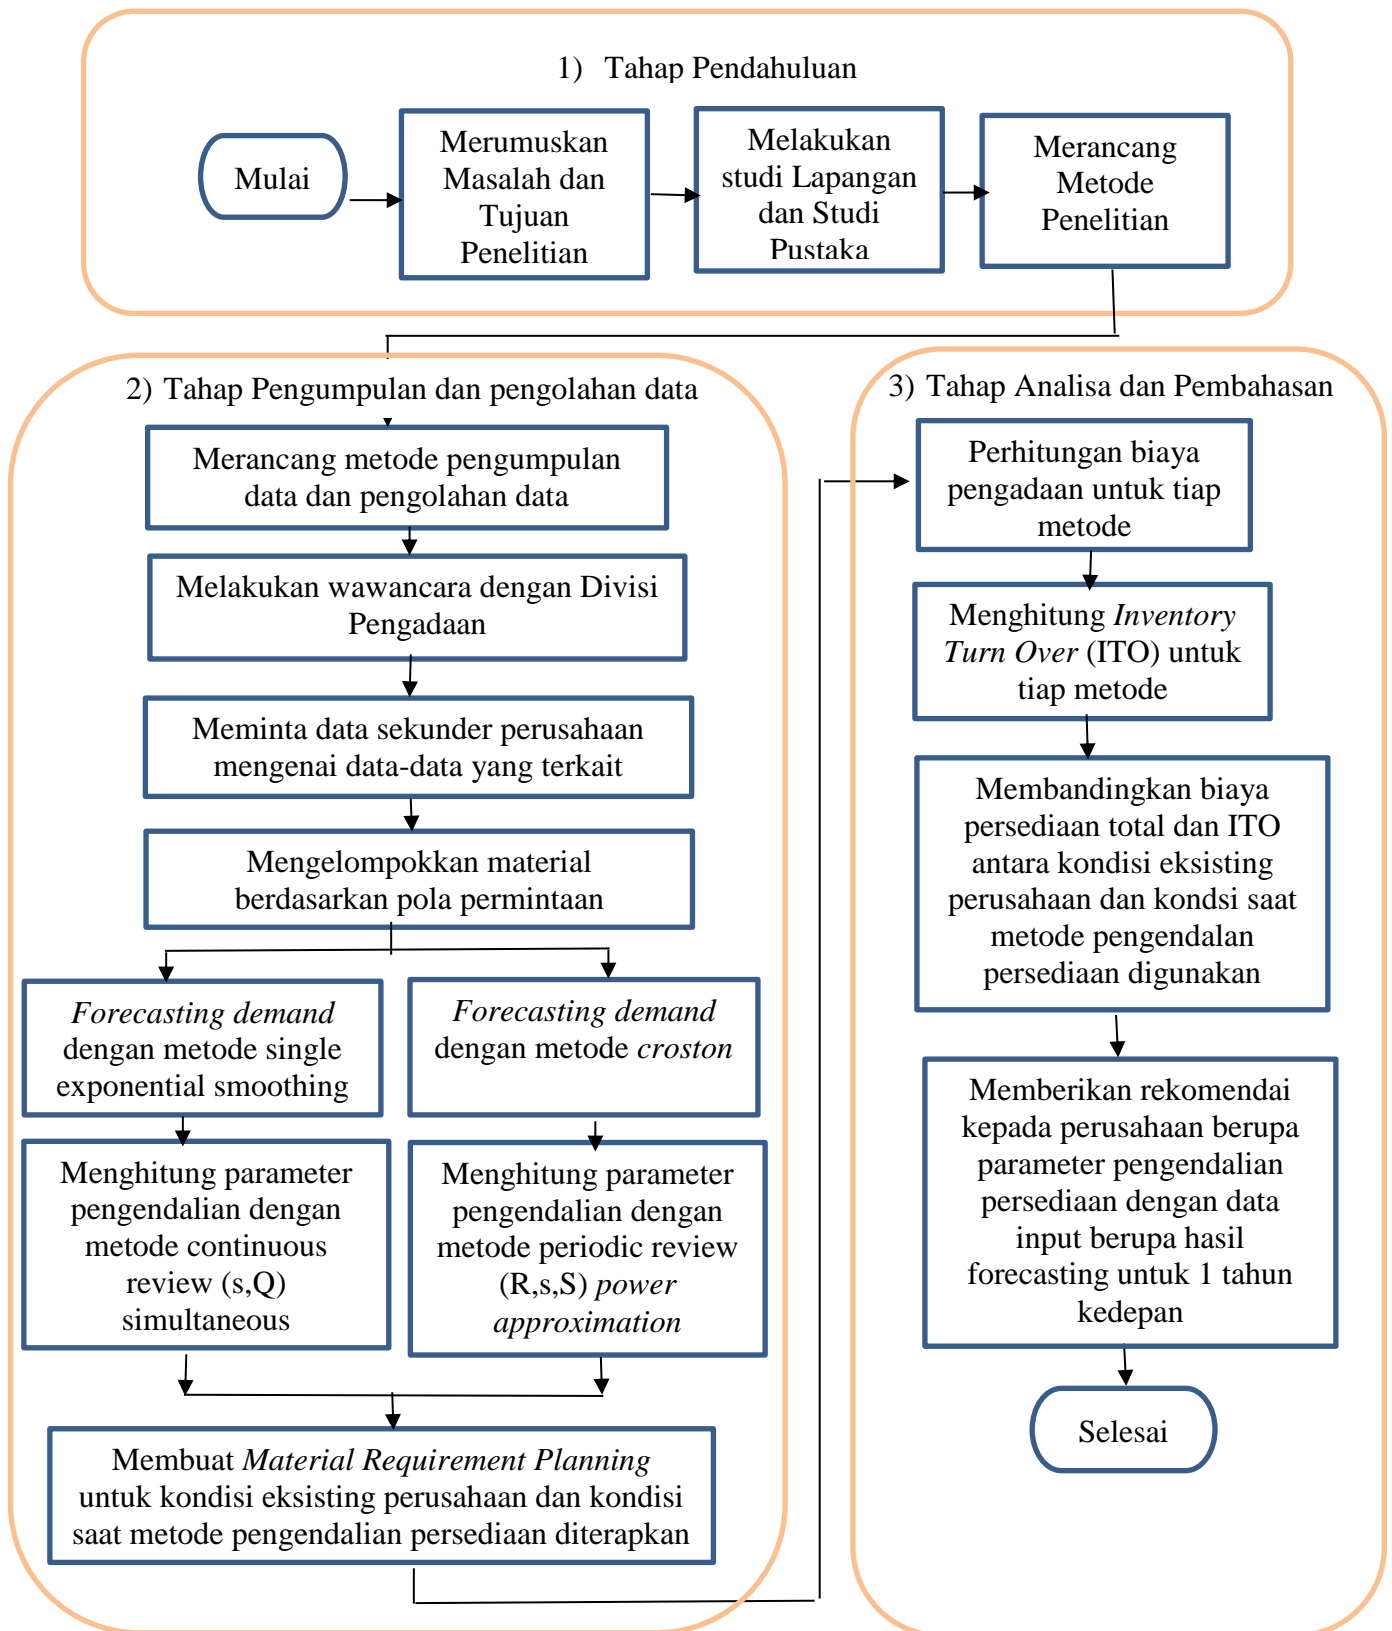 1) Tahap Pendahuluan
Mulai
Merumuskan
Masalah dan
Tujuan
Penelitian
Melakukan
studi Lapangan
dan Studi
Pustaka
Merancang
Metode
Penelitian
2) Tahap Pengumpulan dan pengolahan data
Merancang metode pengumpulan
data dan pengolahan data
Melakukan wawancara dengan Divisi
Pengadaan
Meminta data sekunder perusahaan
mengenai data-data yang terkait
Mengelompokkan material
berdasarkan pola permintaan
Forecasting demand
dengan metode single
exponential smoothing
Forecasting demand
dengan metode croston
Menghitung parameter
pengendalian dengan
metode continuous
review (s,Q)
simultaneous
Menghitung parameter
pengendalian dengan
metode periodic review
(R,s,S) power
approximation
Membuat Material Requirement Planning
untuk kondisi eksisting perusahaan dan kondisi
saat metode pengendalian persediaan diterapkan
3) Tahap Analisa dan Pembahasan
Perhitungan biaya
pengadaan untuk tiap
metode
Menghitung Inventory
Turn Over (ITO) untuk
tiap metode
Membandingkan biaya
persediaan total dan ITO
antara kondisi eksisting
perusahaan dan kondsi saat
metode pengendalan
persediaan digunakan
Memberikan rekomendai
kepada perusahaan berupa
parameter pengendalian
persediaan dengan data
input berupa hasil
forecasting untuk 1 tahun
kedepan
Selesai